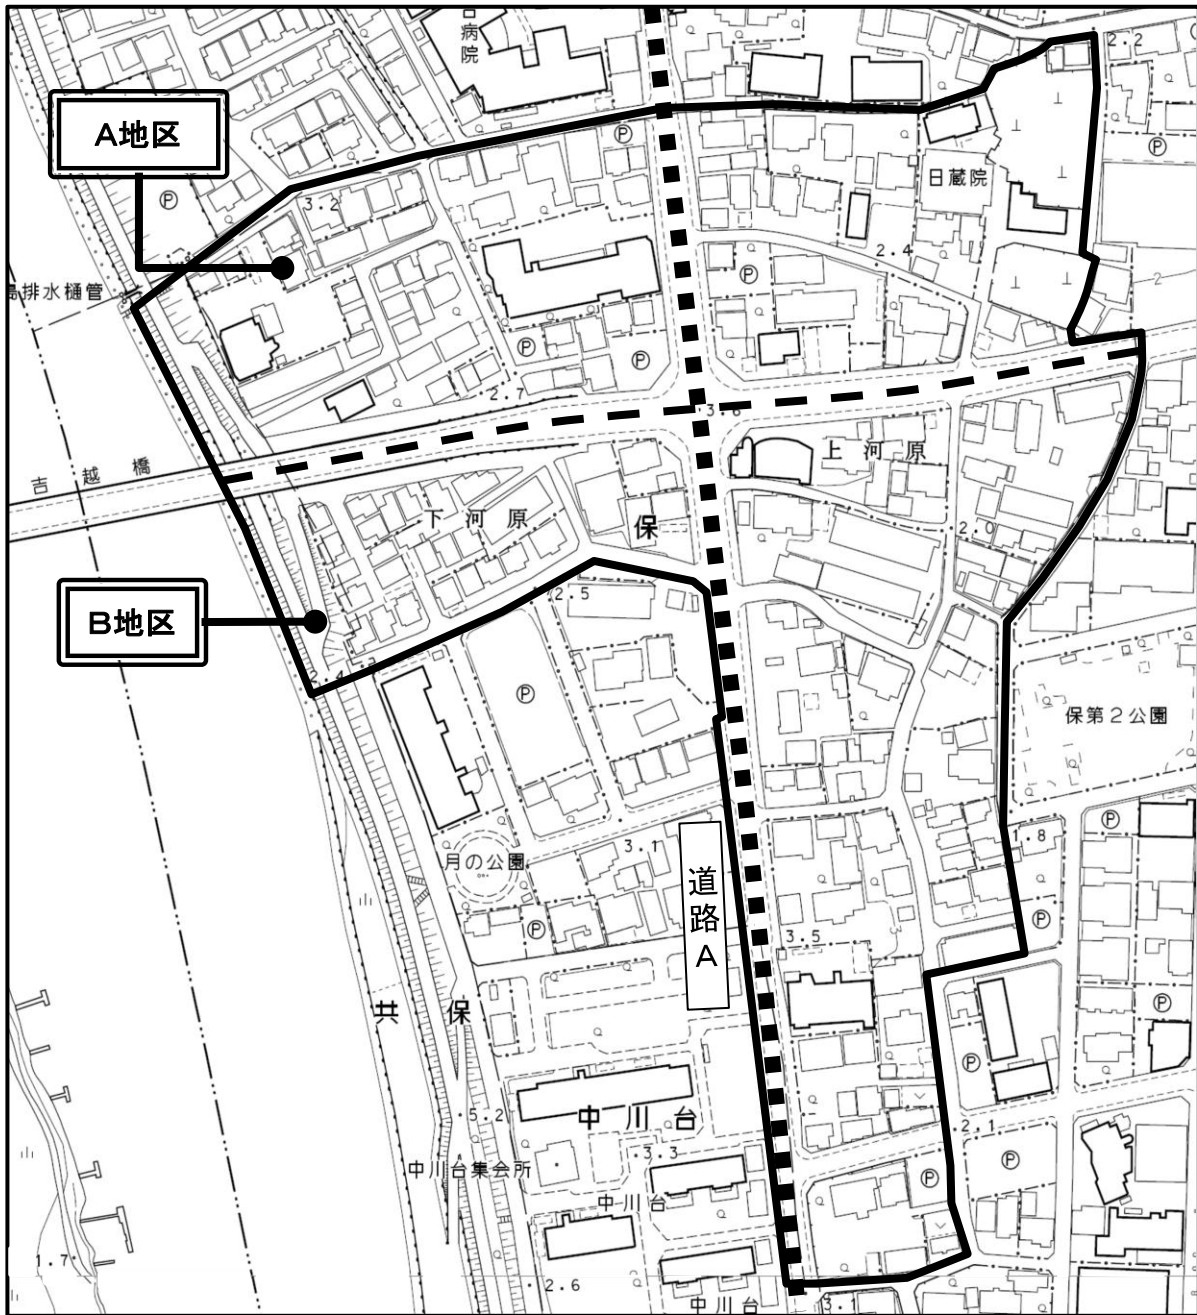 病院
2.2
A地区
Ⓟ
Ⓟ
Ⓟ
日蔵院
3.2
2.4
Ⓟ
2
排水樋管
Ⓟ
Ⓟ
2.7
3.6
上河原
吉越橋
下河原
保
2.0
B地区
2.5
2.4
Ⓟ
保第2公園
Ⓟ
道路A
3.1
1.8
月の公園
Ⓟ
Ⓟ
3.5
共保
Ⓟ
Ⓟ
5.2
中川台
2.1
3.3
Ⓟ
中川台集会所
Ⓟ
中川台
1.7
2.6
中川台
3.1